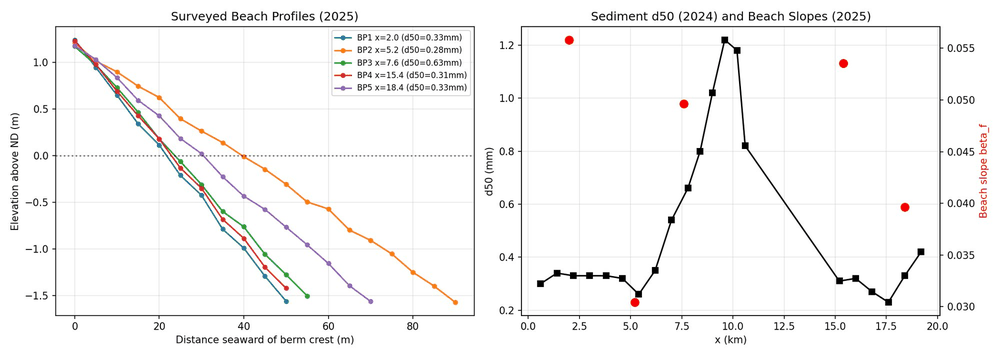 Surveyed Beach Profiles (2025)
BP1 x=2.0 (d50=0.33mm)
BP2 x=5.2 (d50=0.28mm)
BP3 x=7.6 (d50=0.63mm)
BP4 x=15.4 (d50=0.31mm)
BP5 x=18.4 (d50=0.33mm)
Elevation above ND (m)
1.0
0.5
0.0
−0.5
−1.0
−1.5
0
20
40
60
80
Distance seaward of berm crest (m)
Sediment d50 (2024) and Beach Slopes (2025)
d50 (mm)
1.2
1.0
0.8
0.6
0.4
0.2
0.0
2.5
5.0
7.5
10.0
12.5
15.0
17.5
20.0
x (km)
0.055
0.050
0.045
0.040
0.035
0.030
Beach slope beta_f